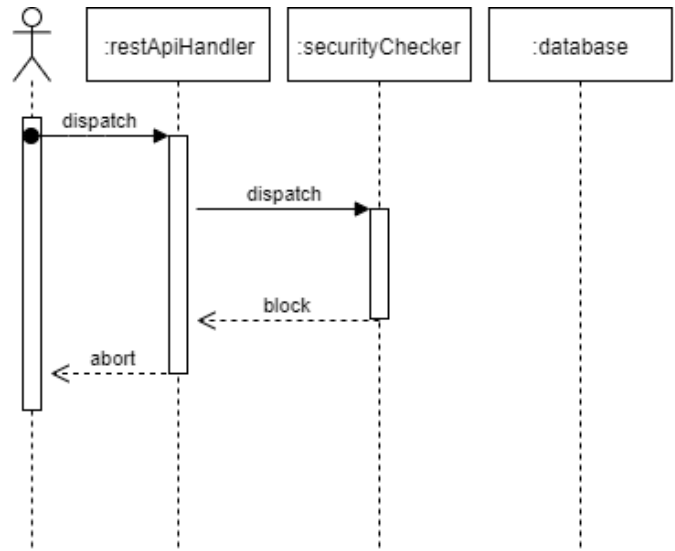 :restApiHandler
:securityChecker
:database
dispatch
dispatch
block
abort